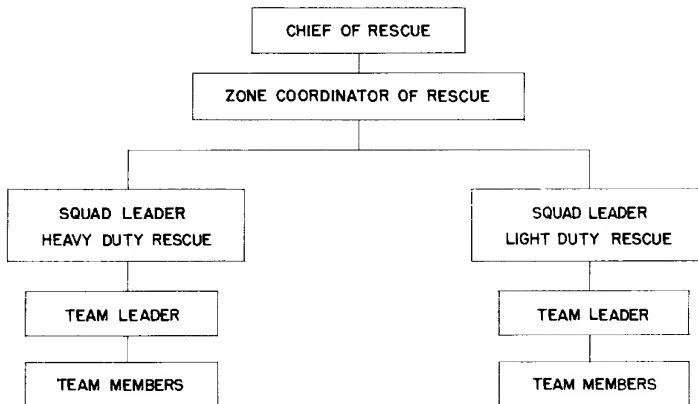 CHIEF OF RESCUE
ZONE COORDINATOR OF RESCUE
SQUAD LEADER
HEAVY DUTY RESCUE
SQUAD LEADER
LIGHT DUTY RESCUE
TEAM LEADER
TEAM LEADER
TEAM MEMBERS
TEAM MEMBERS